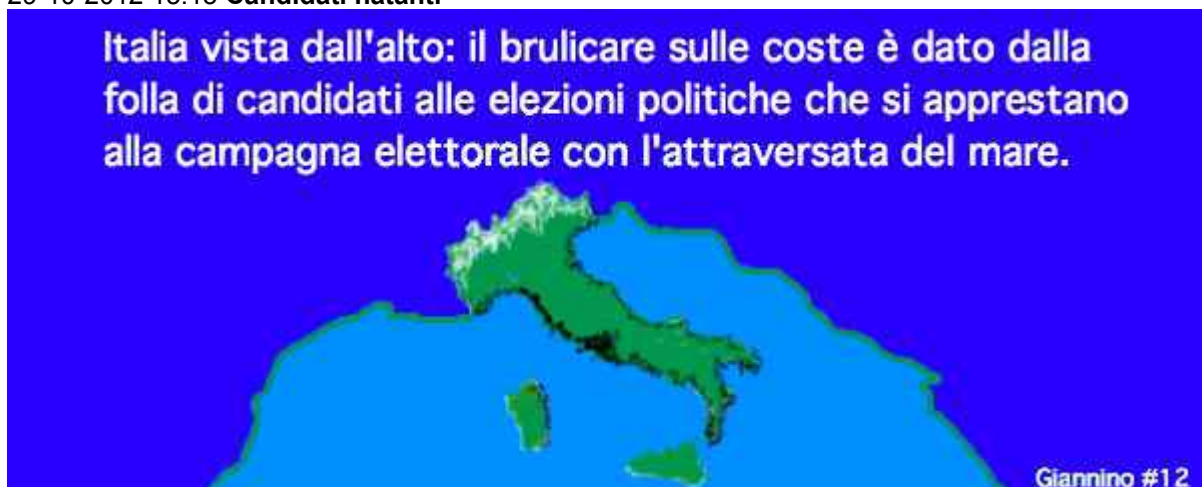 Italia vista dall'alto: il brulicare sulle coste è dato dalla
folla di candidati alle elezioni politiche che si apprestano
alla campagna elettorale con l'attraversata del mare.
Giannino #12